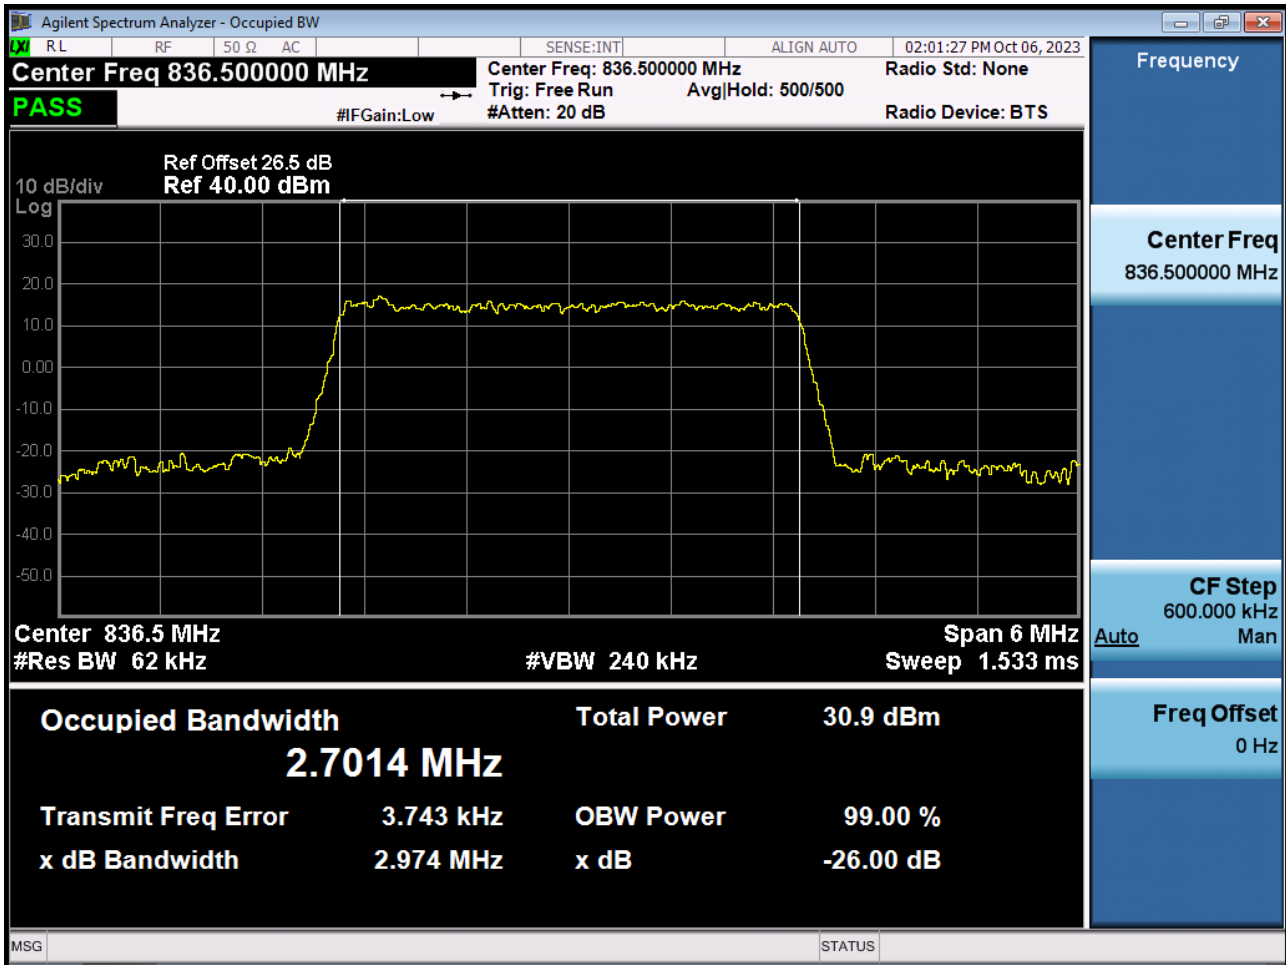 Agilent Spectrum Analyzer - Occupied BW
LXI RL RF 50 Ω AC SENSE:INT ALIGN AUTO 02:01:27 PM Oct 06, 2023
Center Freq 836.500000 MHz
Center Freq: 836.500000 MHz
Radio Std: None
Trig: Free Run Avg|Hold: 500/500
PASS
#IFGain:Low
#Atten: 20 dB
Radio Device: BTS
Ref Offset 26.5 dB
10 dB/div Ref 40.00 dBm
Log
30.0
20.0
10.0
0.00
-10.0
-20.0
-30.0
-40.0
-50.0
Center 836.5 MHz Span 6 MHz
#Res BW 62 kHz #VBW 240 kHz Sweep 1.533 ms
Occupied Bandwidth Total Power 30.9 dBm
2.7014 MHz
Transmit Freq Error 3.743 kHz OBW Power 99.00 %
x dB Bandwidth 2.974 MHz x dB -26.00 dB
MSG STATUS
Frequency
Center Freq
836.500000 MHz
CF Step
600.000 kHz
Auto Man
Freq Offset
0 Hz